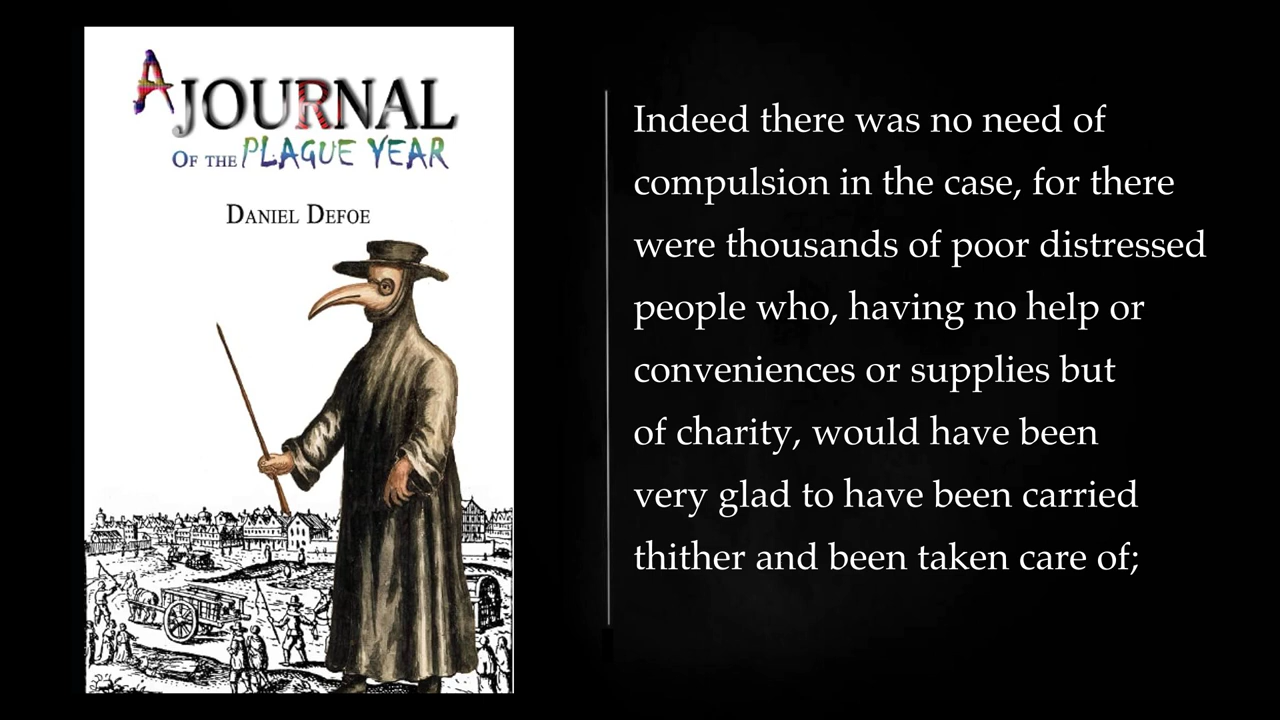 A JOURNAL
OF THE PLAGUE YEAR
DANIEL DEFOE
Indeed there was no need of
compulsion in the case, for there
were thousands of poor distressed
people who, having no help or
conveniences or supplies but
of charity, would have been
very glad to have been carried
thither and been taken care of;